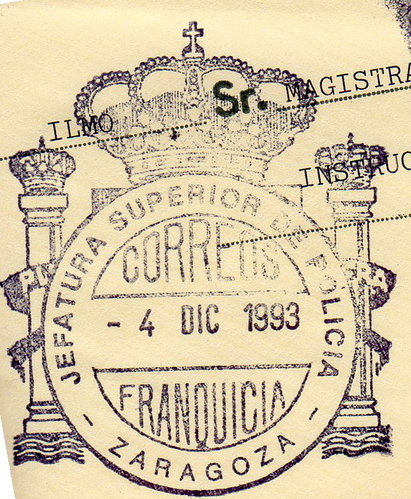 ILMO Sr. MAGISTRA
INSTRUC
JEFATURA SUPERIOR DE POLICIA
CORREOS
- 4 DIC 1993
FRANQUICIA
- ZARAGOZA -